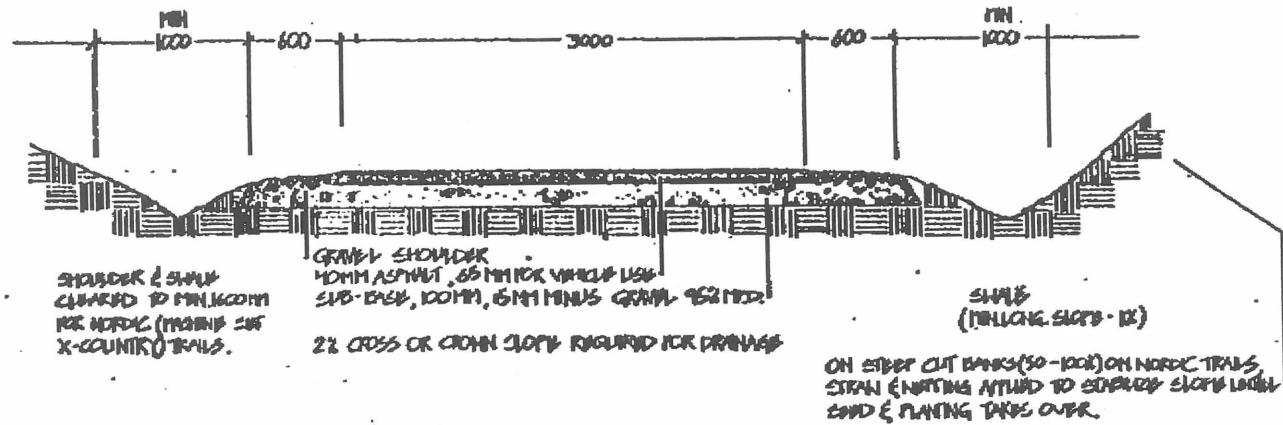 MIN
1000
600
3000
600
MIN
1000
GRAVEL SHOULDER
40MM ASPHALT, 65 MM FOR VEHICLE USE
SUB-BASE, 100MM, 15MM MINUS GRAVEL 95% MPD.
2% CROSS OR CROWN SLOPE REQUIRED FOR DRAINAGE
SHOULDER & SWALE
CLEARED TO MIN. 1600MM
FOR NORDIC (MACHINE SET
X-COUNTRY) TRAILS.
SWALE
(MIN. LONG. SLOPE - 1%)
ON STEEP CUT BANKS (50-100%) ON NORDIC TRAILS,
STRAW & NETTING APPLIED TO STABILIZE SLOPE UNTIL
SEED & PLANTING TAKES OVER.